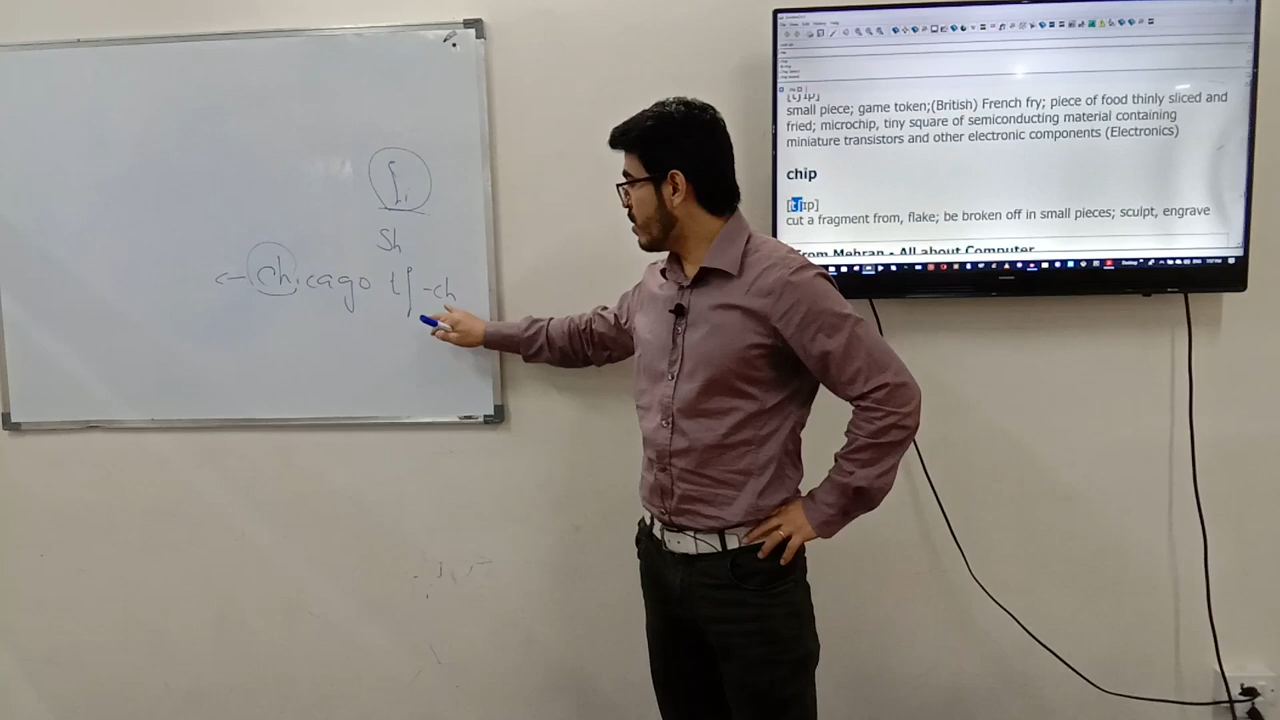 ʃi
Sh
chicago tʃ -ch
small piece; game token;(British) French fry; piece of food thinly sliced and
fried; microchip, tiny square of semiconducting material containing
miniature transistors and other electronic components (Electronics)
chip
[tʃɪp]
cut a fragment from, flake; be broken off in small pieces; sculpt, engrave
From Mehran - All about Computer